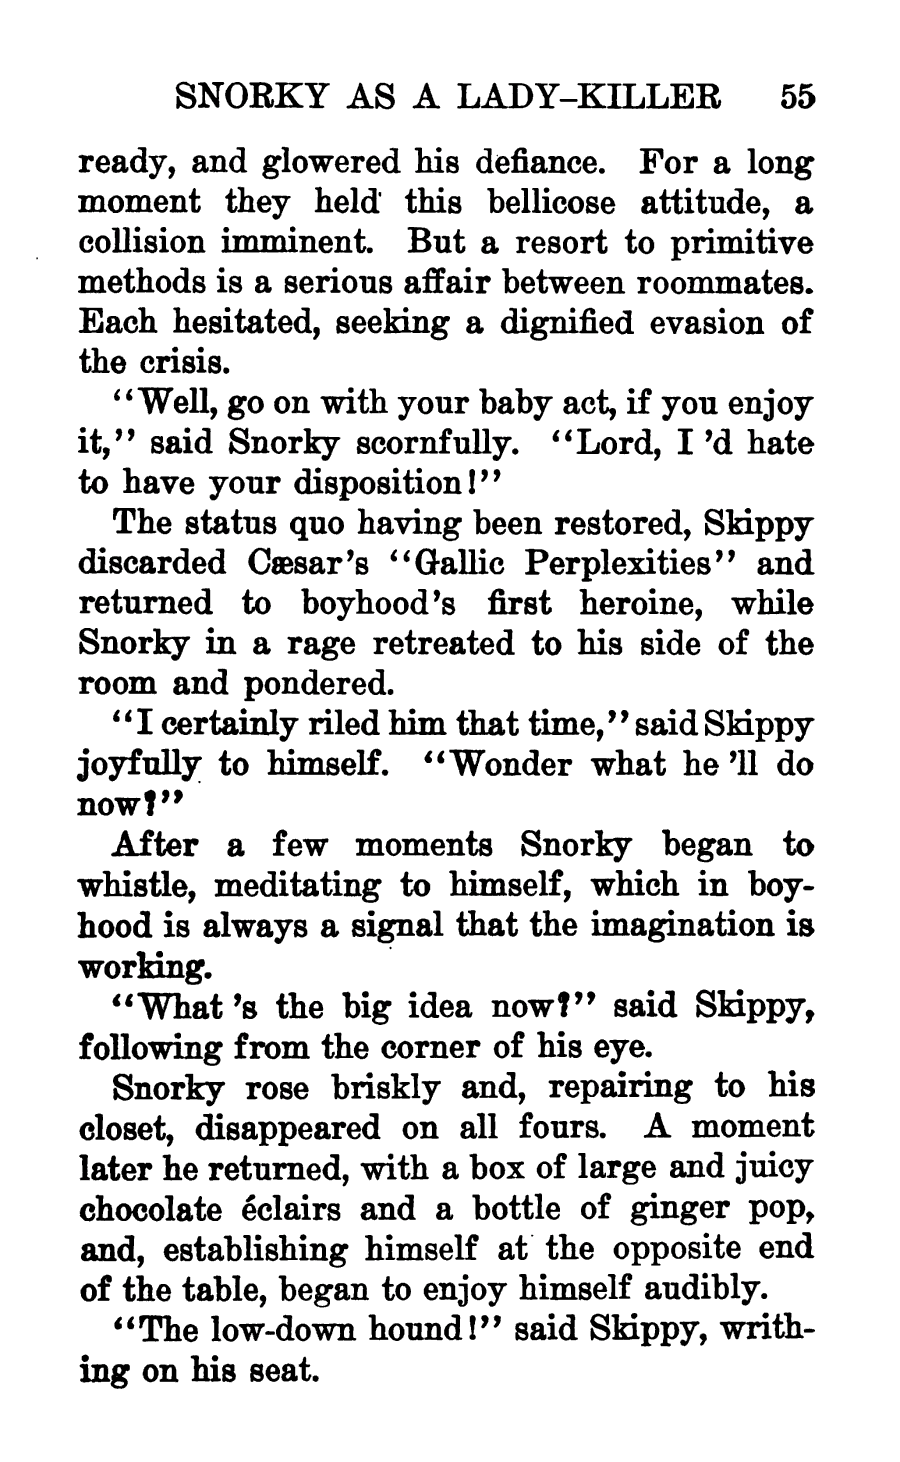 SNORKY AS A LADY-KILLER 55
ready, and glowered his defiance. For a long
moment they held this bellicose attitude, a
collision imminent. But a resort to primitive
methods is a serious affair between roommates.
Each hesitated, seeking a dignified evasion of
the crisis.
"Well, go on with your baby act, if you enjoy
it," said Snorky scornfully. "Lord, I 'd hate
to have your disposition!"
The status quo having been restored, Skippy
discarded Cæsar's "Gallic Perplexities" and
returned to boyhood's first heroine, while
Snorky in a rage retreated to his side of the
room and pondered.
"I certainly riled him that time," said Skippy
joyfully to himself. "Wonder what he 'll do
now?"
After a few moments Snorky began to
whistle, meditating to himself, which in boy-
hood is always a signal that the imagination is
working.
"What 's the big idea now?" said Skippy,
following from the corner of his eye.
Snorky rose briskly and, repairing to his
closet, disappeared on all fours. A moment
later he returned, with a box of large and juicy
chocolate éclairs and a bottle of ginger pop,
and, establishing himself at the opposite end
of the table, began to enjoy himself audibly.
"The low-down hound!" said Skippy, writh-
ing on his seat.